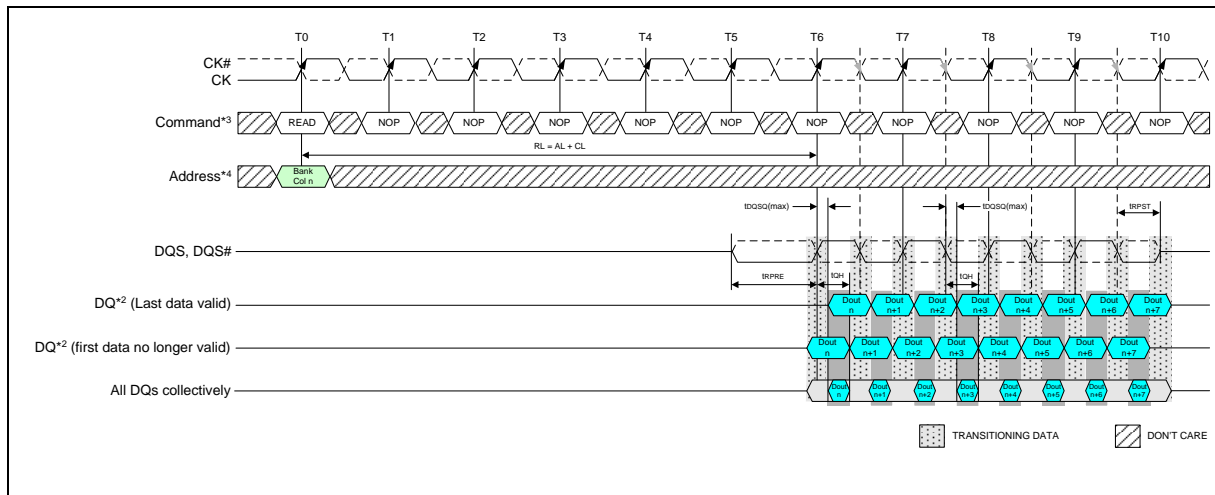 T0 T1 T2 T3 T4 T5 T6 T7 T8 T9 T10
CK#
CK
Command*3 READ NOP NOP NOP NOP NOP NOP NOP NOP NOP NOP
RL = AL + CL
Address*4 Bank
Col n
tDQSQ(max) tDQSQ(max) tRPST
DQS, DQS#
tRPRE tQH tQH
DQ*2 (Last data valid) Dout
n Dout
n+1 Dout
n+2 Dout
n+3 Dout
n+4 Dout
n+5 Dout
n+6 Dout
n+7
DQ*2 (first data no longer valid) Dout
n Dout
n+1 Dout
n+2 Dout
n+3 Dout
n+4 Dout
n+5 Dout
n+6 Dout
n+7
All DQs collectively Dout
n Dout
n+1 Dout
n+2 Dout
n+3 Dout
n+4 Dout
n+5 Dout
n+6 Dout
n+7
TRANSITIONING DATA DON'T CARE